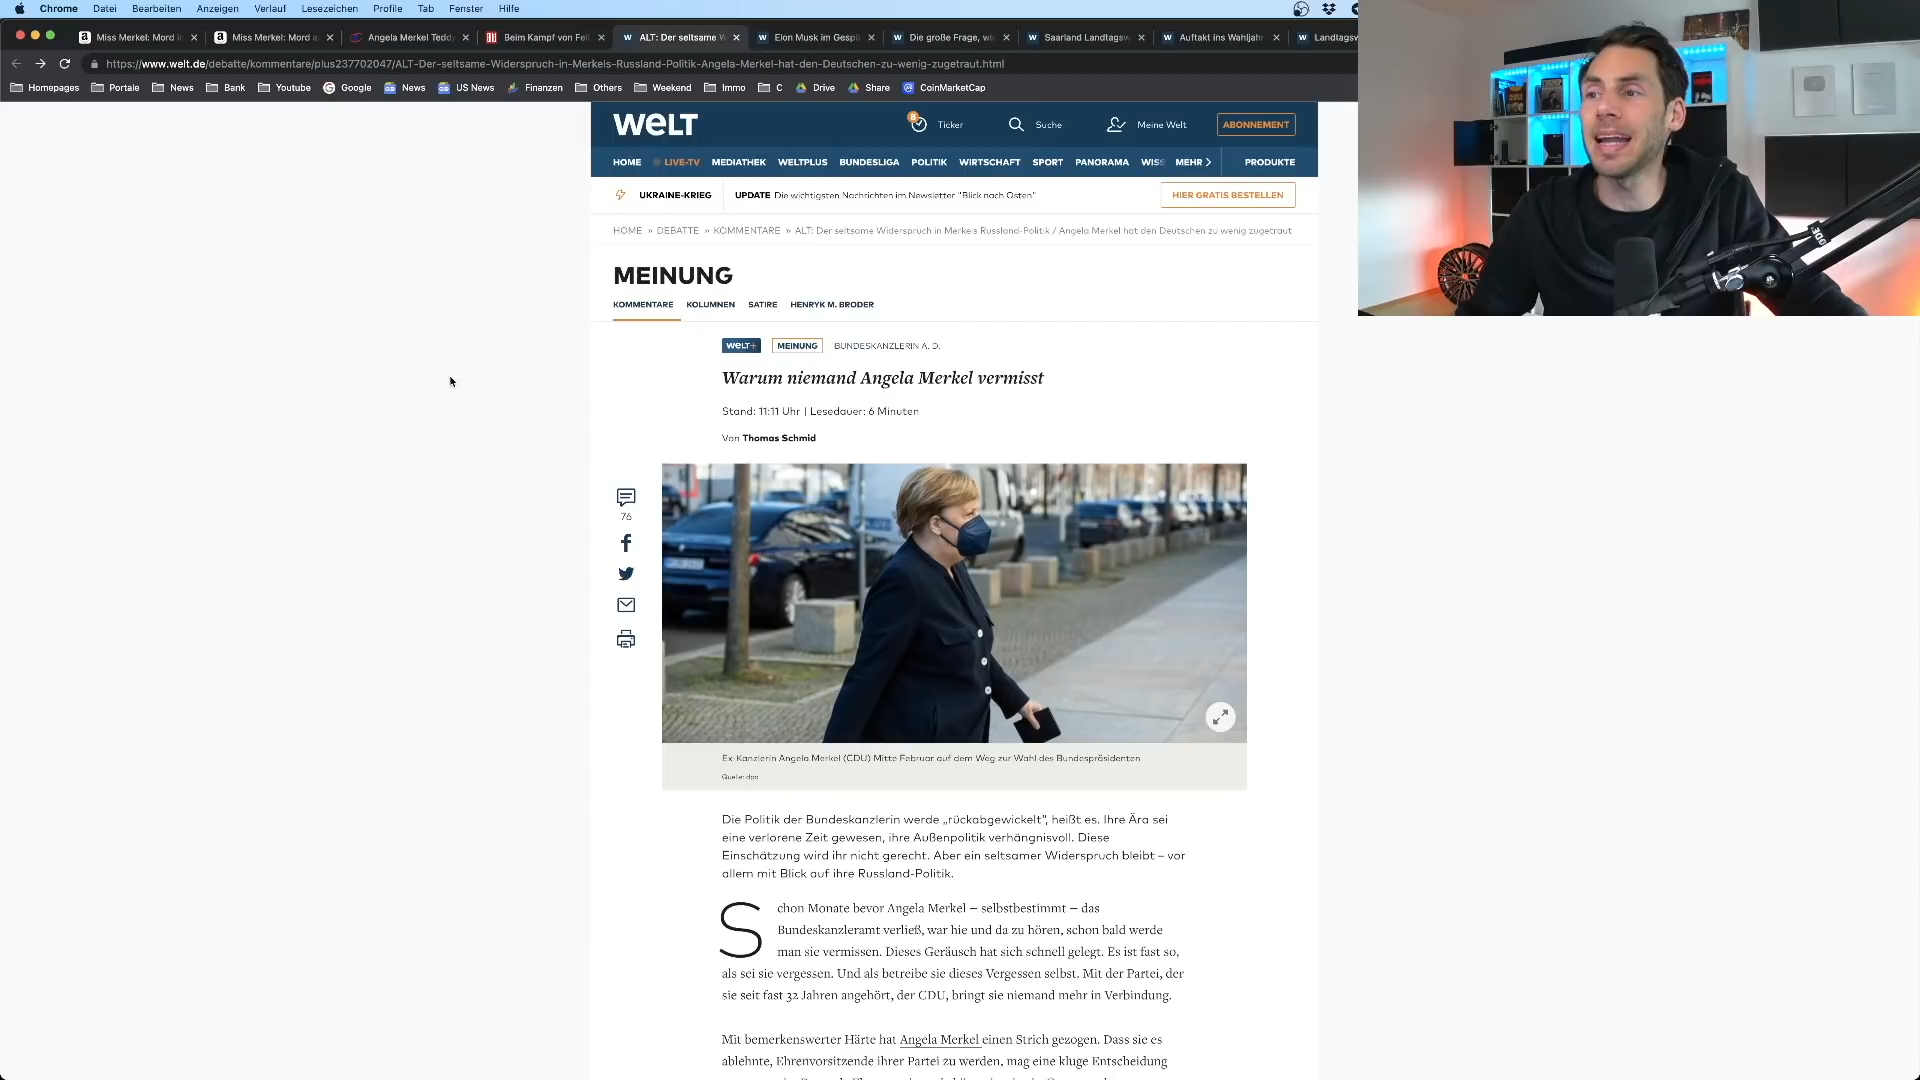 Chrome Datei Bearbeiten Anzeigen Verlauf Lesezeichen Profile Tab Fenster Hilfe
Miss Merkel: Mord i
Miss Merkel: Mord a
Angela Merkel Teddy
Beim Kampf von Feli
ALT: Der seltsame W
Elon Musk im Gesp
Die große Frage, wi
Saarland Landtagsw
Auftakt ins Wahljah
Landtagsw
https://www.welt.de/debatte/kommentare/plus237702047/ALT-Der-seltsame-Widerspruch-in-Merkels-Russland-Politik-Angela-Merkel-hat-den-Deutschen-zu-wenig-zugetraut.html
Homepages Portale News Bank Youtube Google News US News Finanzen Others Weekend Immo C Drive Share CoinMarketCap
WELT
8 Ticker Suche Meine Welt ABONNEMENT
HOME LIVE-TV MEDIATHEK WELTPLUS BUNDESLIGA POLITIK WIRTSCHAFT SPORT PANORAMA WISS MEHR PRODUKTE
UKRAINE-KRIEG UPDATE Die wichtigsten Nachrichten im Newsletter "Blick nach Osten" HIER GRATIS BESTELLEN
HOME » DEBATTE » KOMMENTARE » ALT: Der seltsame Widerspruch in Merkels Russland-Politik / Angela Merkel hat den Deutschen zu wenig zugetraut
MEINUNG
KOMMENTARE KOLUMNEN SATIRE HENRYK M. BRODER
WELT+ MEINUNG BUNDESKANZLERIN A. D.
Warum niemand Angela Merkel vermisst
Stand: 11:11 Uhr | Lesedauer: 6 Minuten
Von Thomas Schmid
76
Ex-Kanzlerin Angela Merkel (CDU) Mitte Februar auf dem Weg zur Wahl des Bundespräsidenten
Quelle: dpa
Die Politik der Bundeskanzlerin werde „rückabgewickelt“, heißt es. Ihre Ära sei
eine verlorene Zeit gewesen, ihre Außenpolitik verhängnisvoll. Diese
Einschätzung wird ihr nicht gerecht. Aber ein seltsamer Widerspruch bleibt – vor
allem mit Blick auf ihre Russland-Politik.
Schon Monate bevor Angela Merkel – selbstbestimmt – das
Bundeskanzleramt verließ, war hie und da zu hören, schon bald werde
man sie vermissen. Dieses Geräusch hat sich schnell gelegt. Es ist fast so,
als sei sie vergessen. Und als betreibe sie dieses Vergessen selbst. Mit der Partei, der
sie seit fast 32 Jahren angehört, der CDU, bringt sie niemand mehr in Verbindung.
Mit bemerkenswerter Härte hat Angela Merkel einen Strich gezogen. Dass sie es
ablehnte, Ehrenvorsitzende ihrer Partei zu werden, mag eine kluge Entscheidung